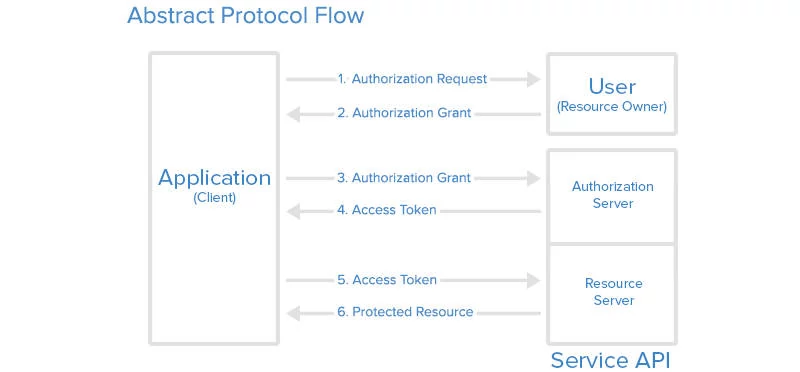 Abstract Protocol Flow
1. Authorization Request
User
(Resource Owner)
2. Authorization Grant
Application
(Client)
3. Authorization Grant
Authorization
Server
4. Access Token
5. Access Token
Resource
Server
6. Protected Resource
Service API